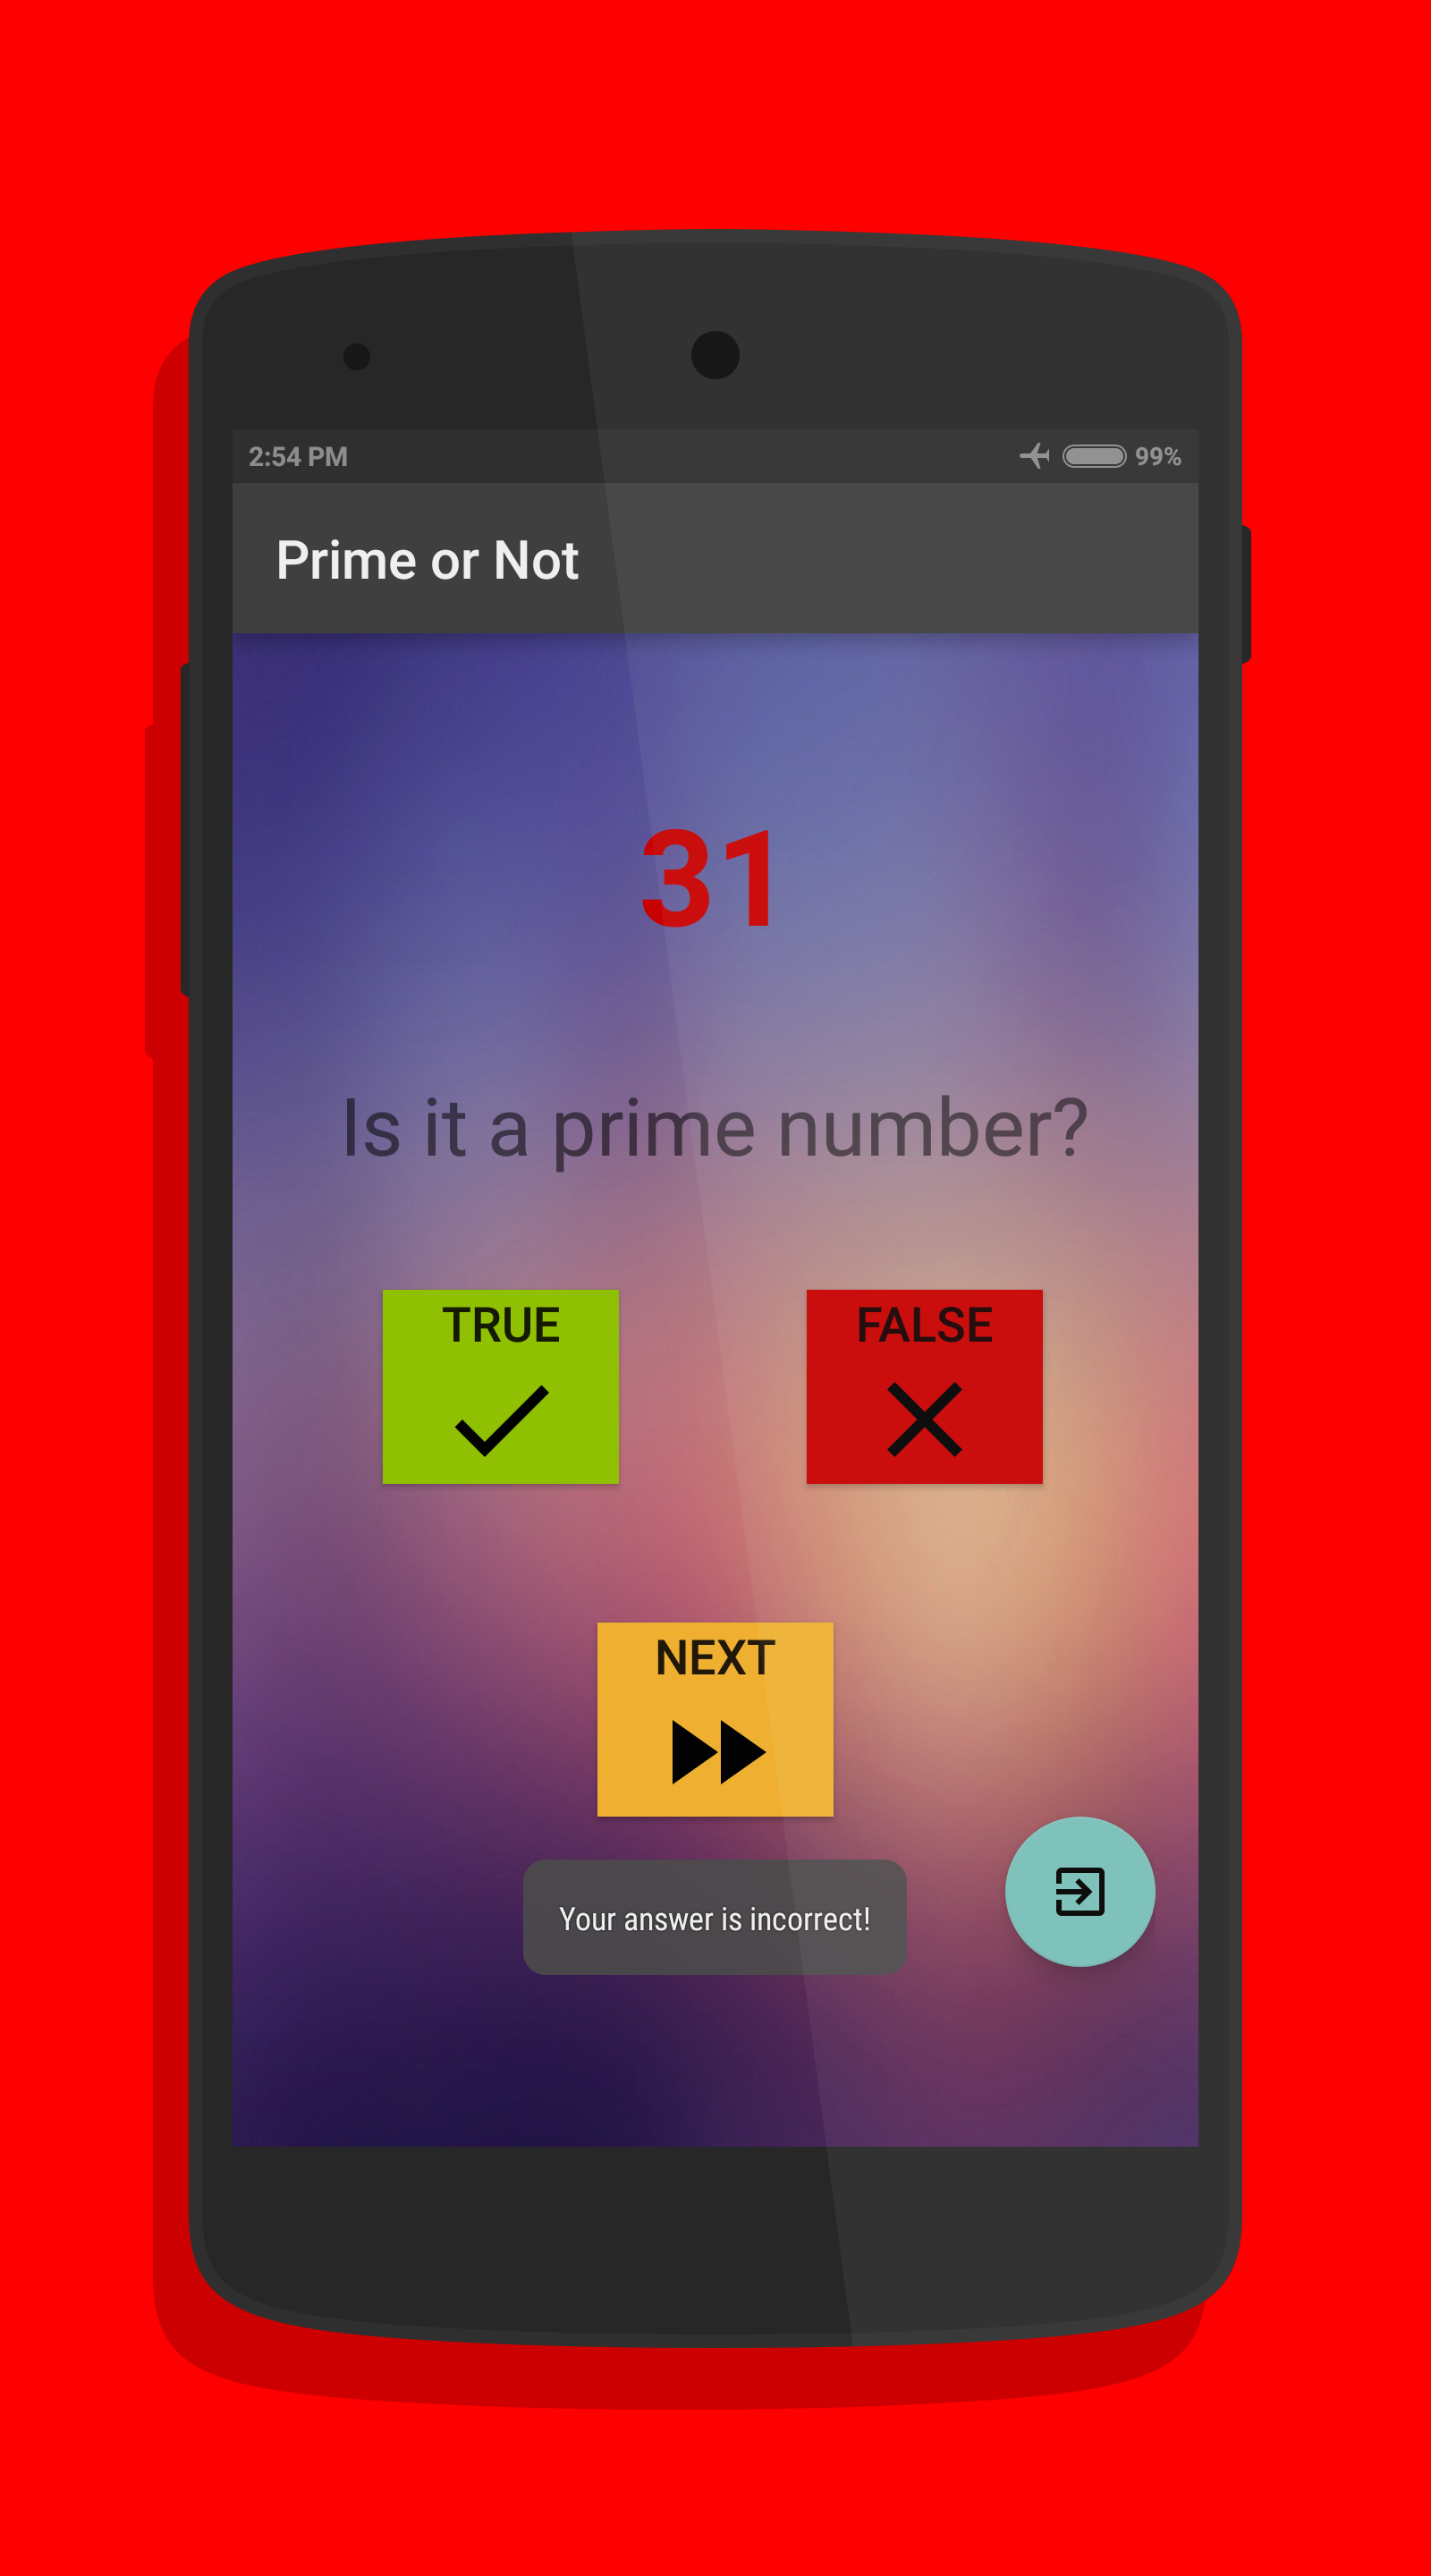 2:54 PM 99%
Prime or Not
31
Is it a prime number?
TRUE FALSE
NEXT
Your answer is incorrect!